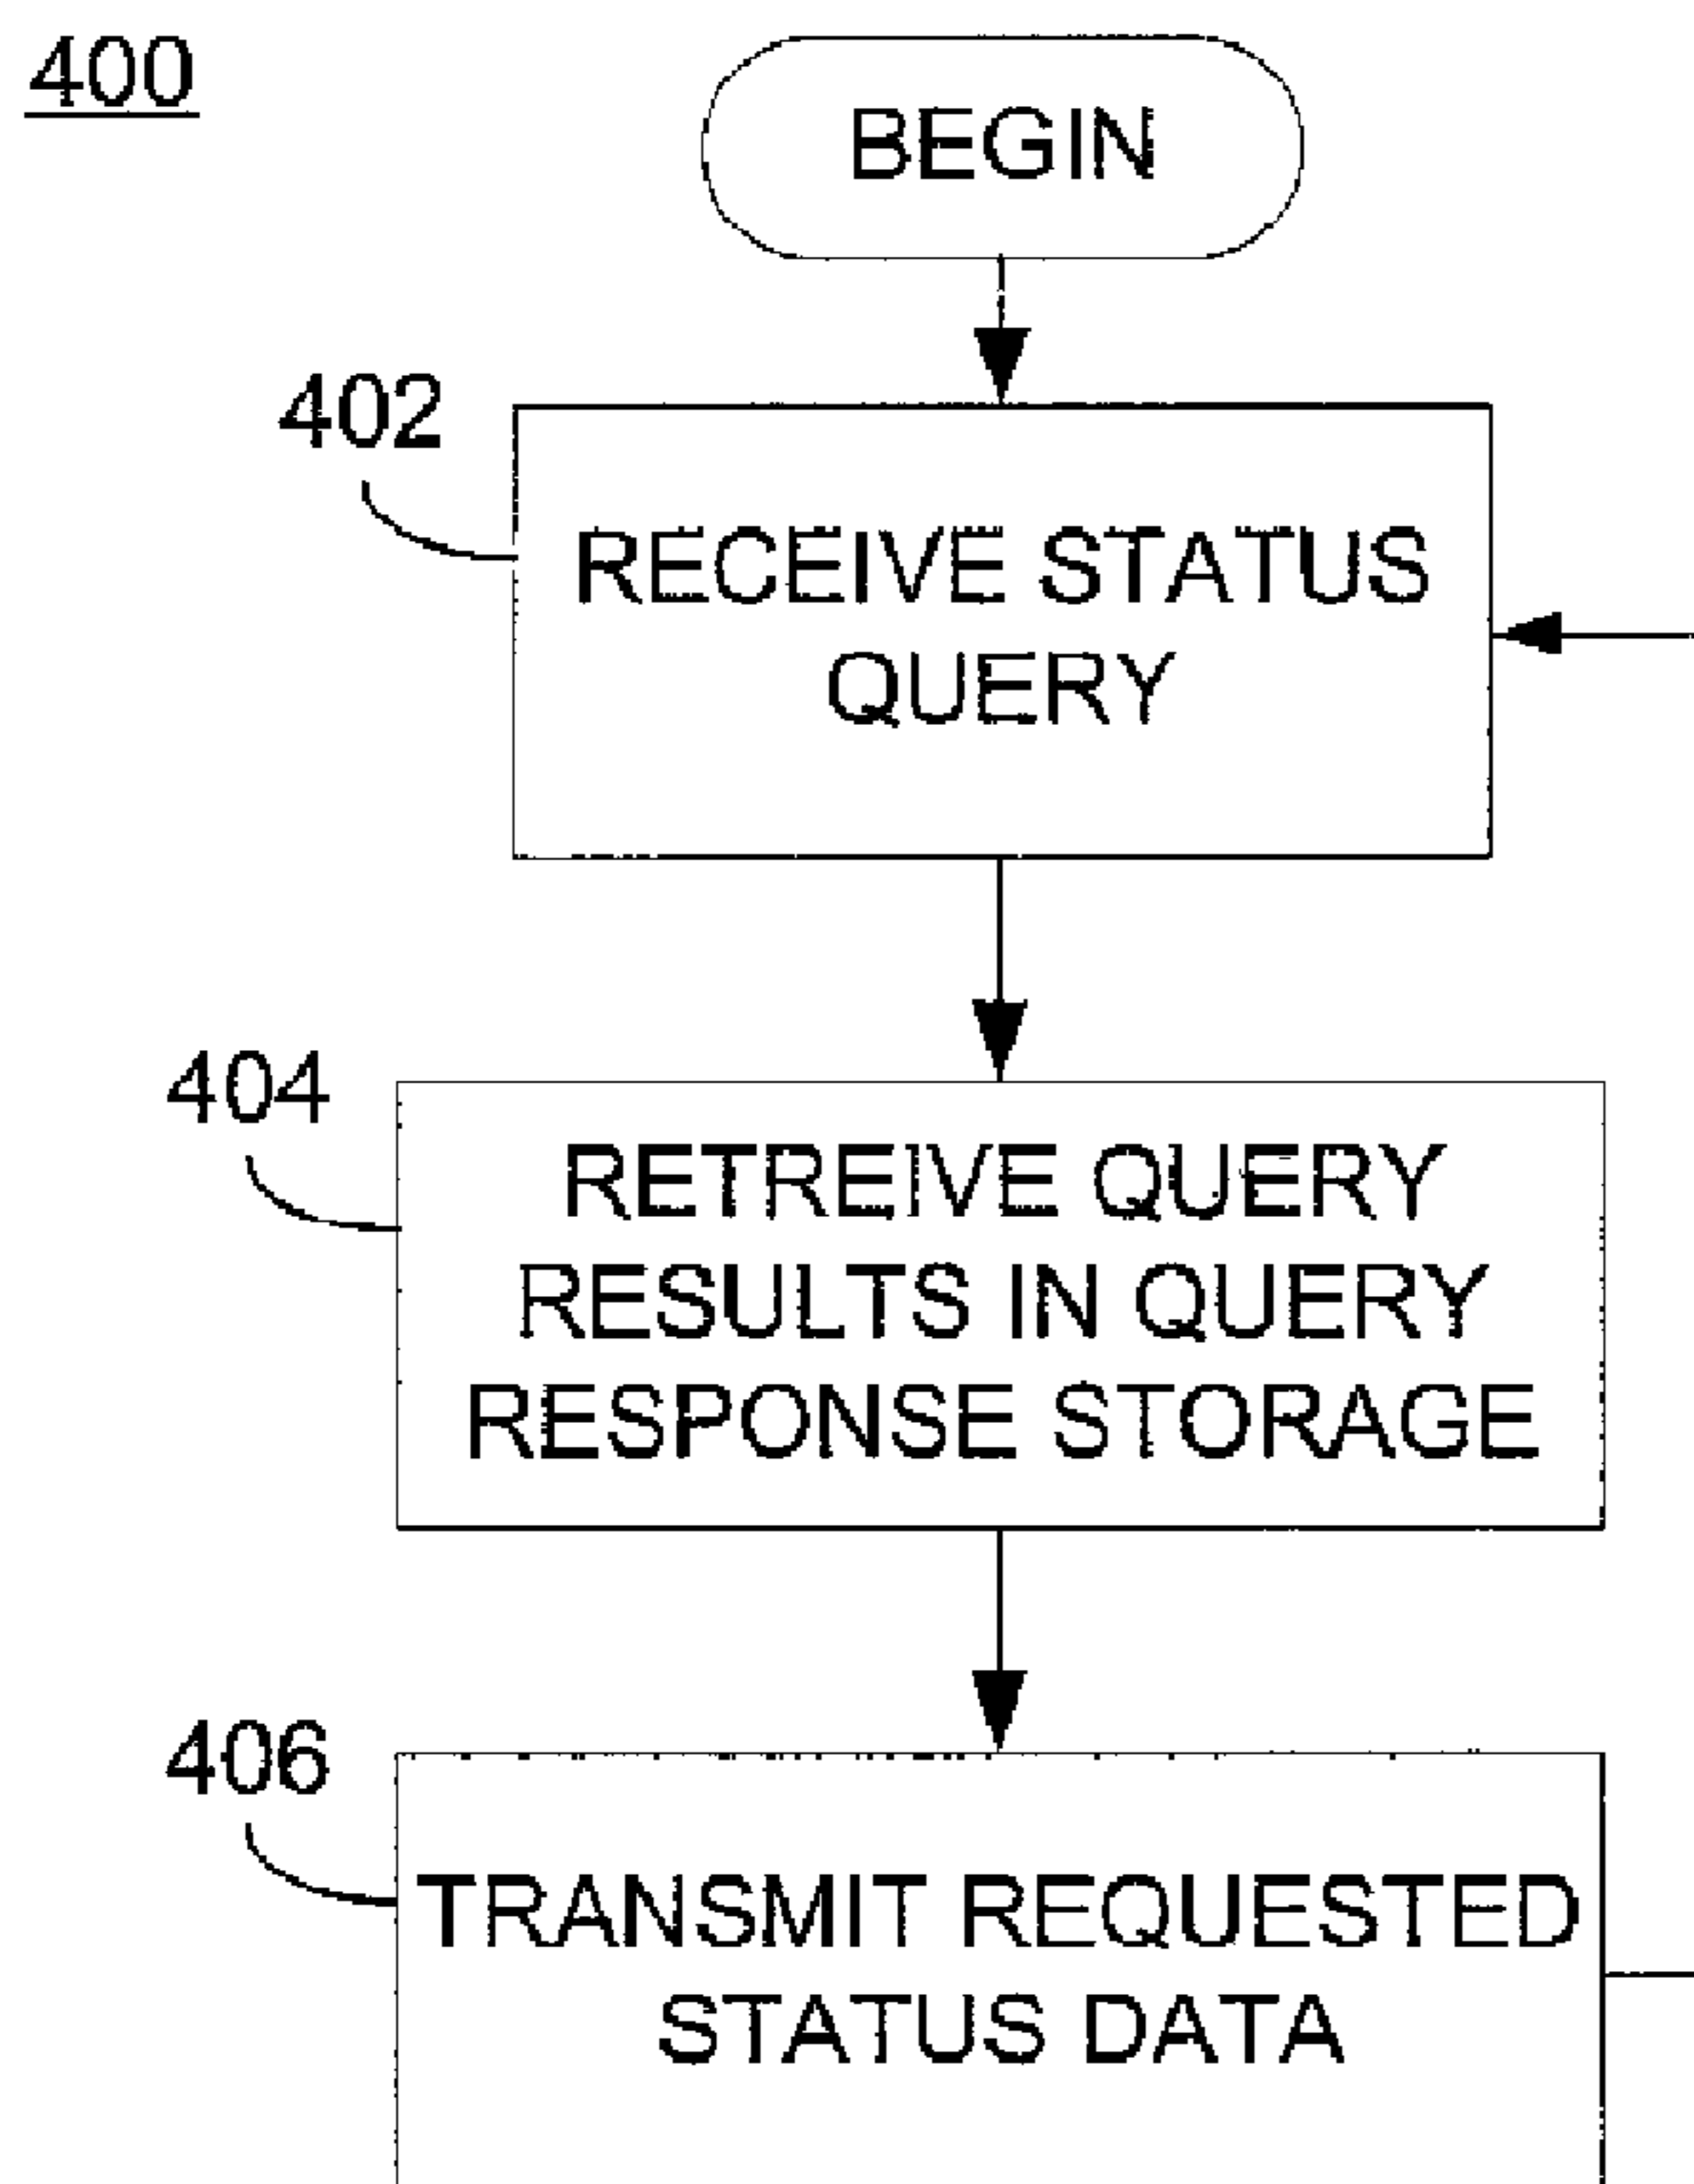 400
BEGIN
402
RECEIVE STATUS
QUERY
404
RETREIVE QUERY
RESULTS IN QUERY
RESPONSE STORAGE
406
TRANSMIT REQUESTED
STATUS DATA